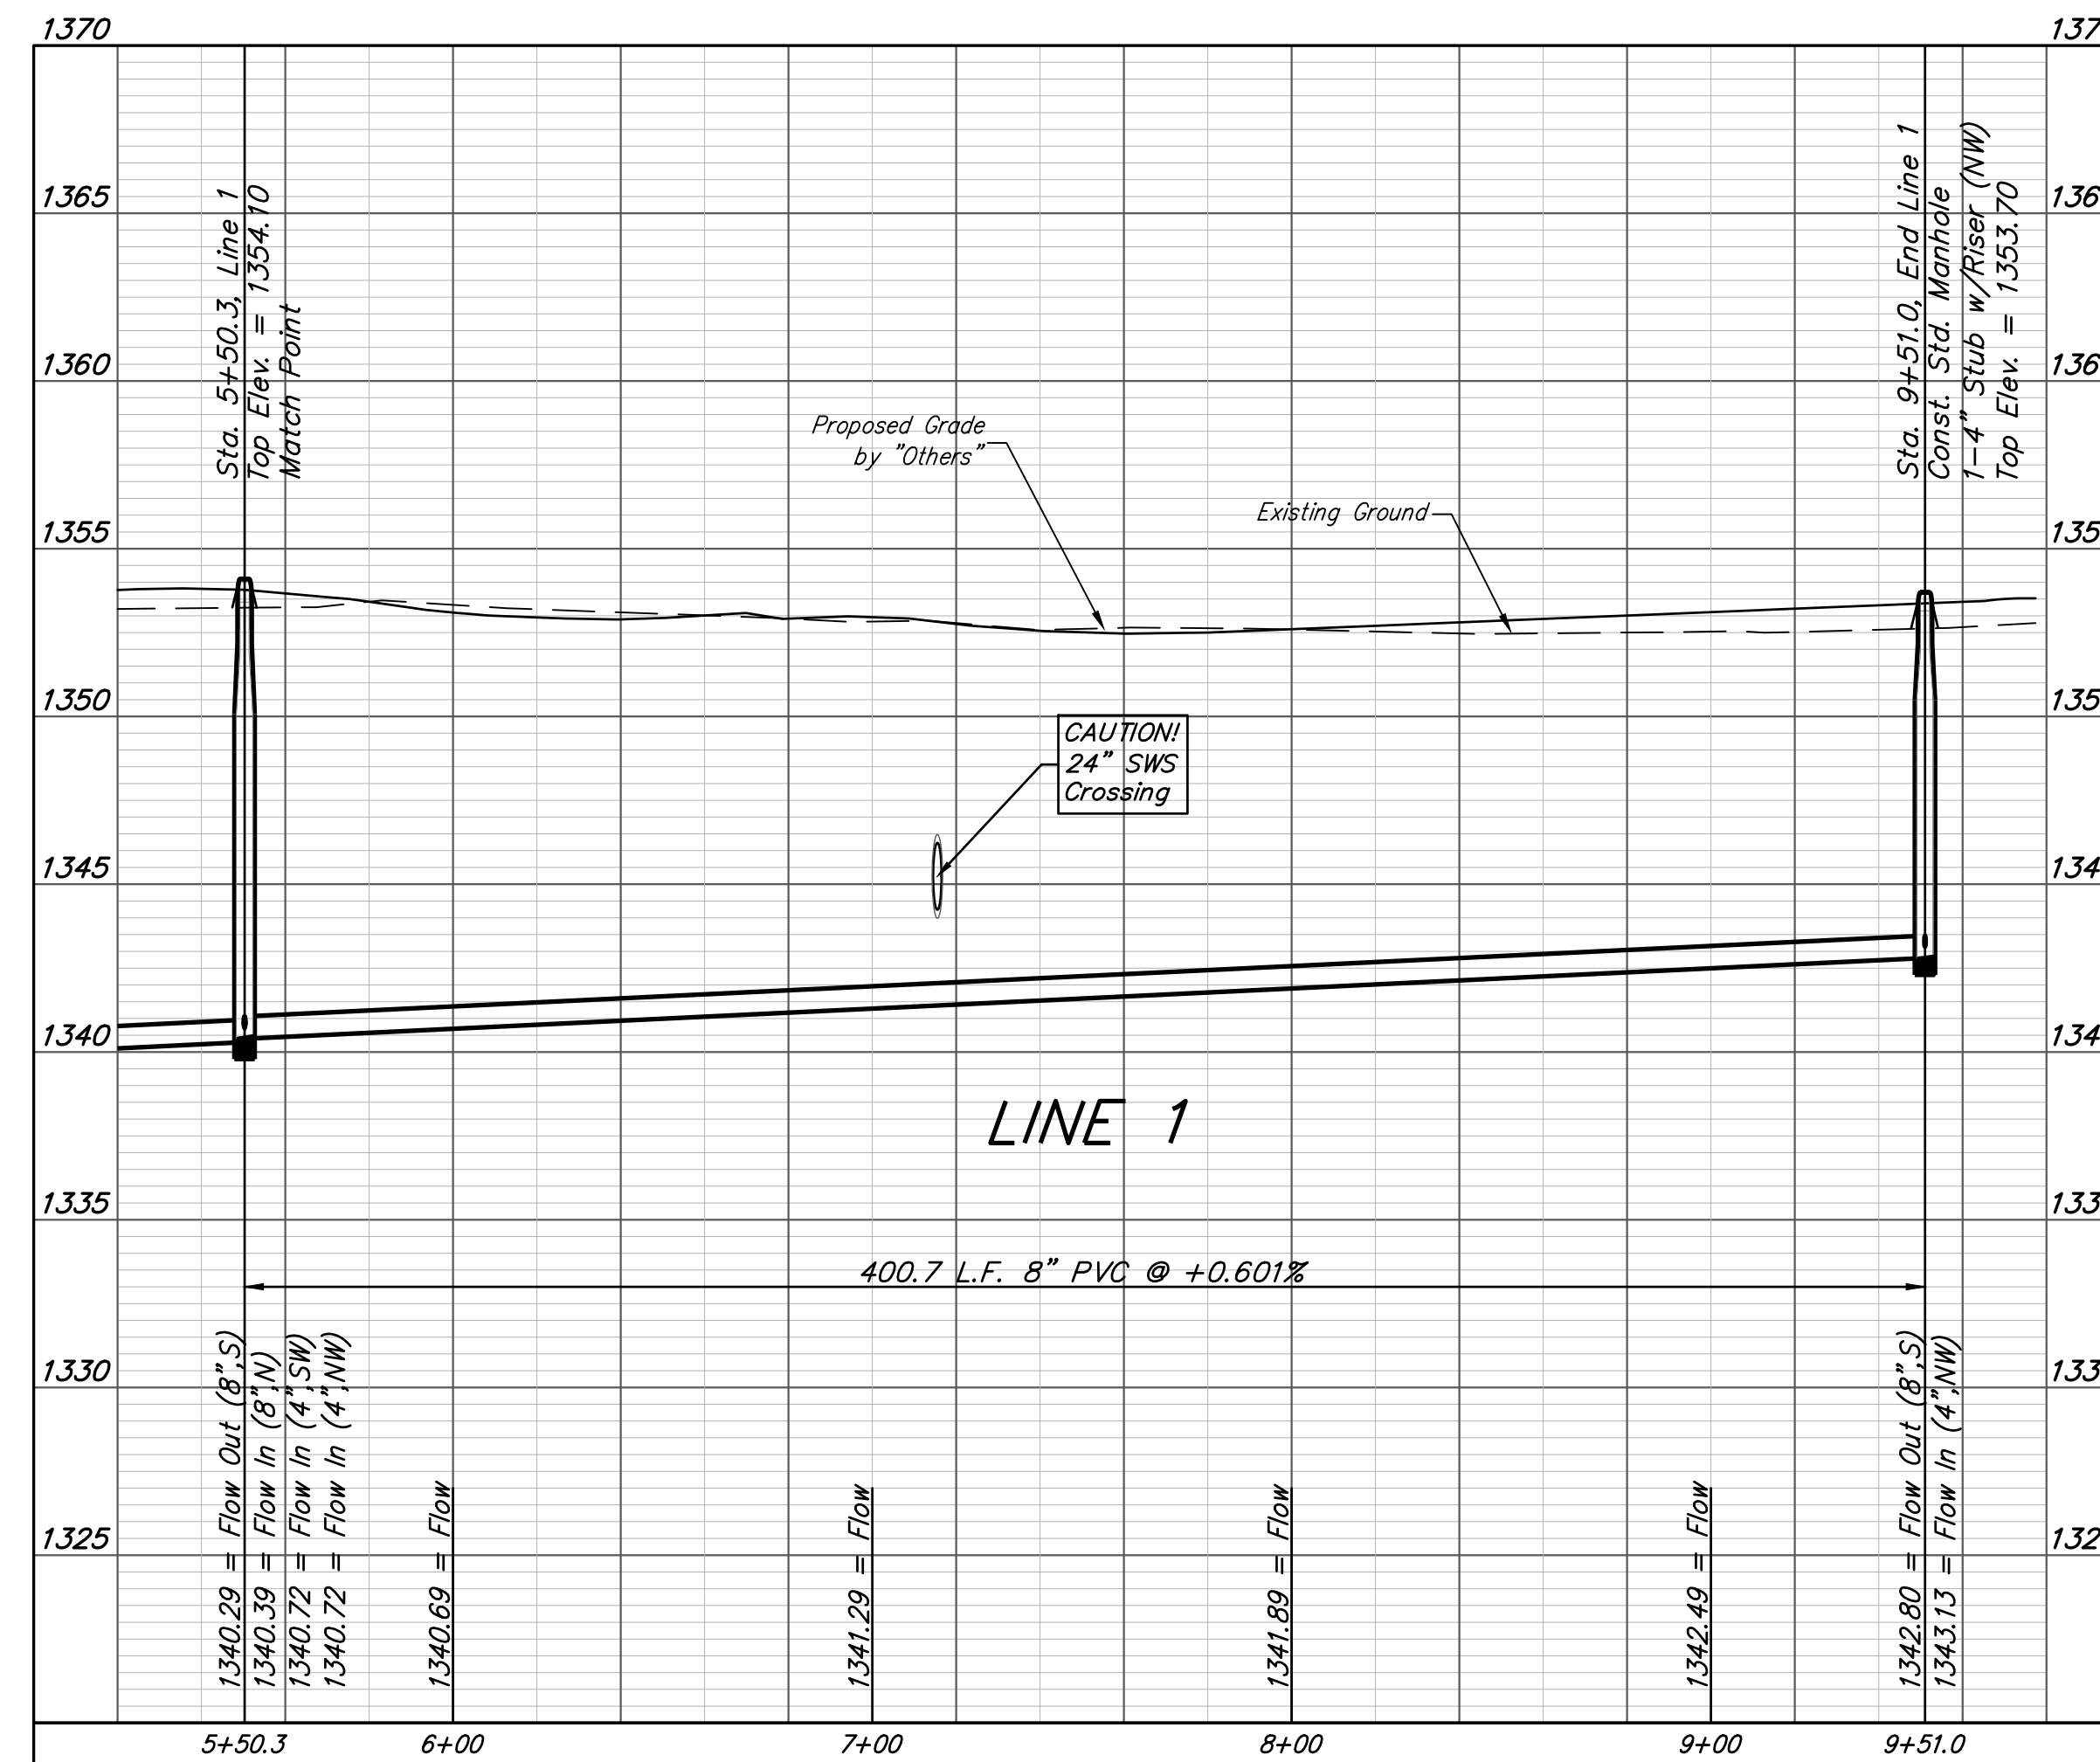 1370
137
Sta. 5+50.3, Line 1
Top Elev. = 1354.10
Match Point
Sta. 9+51.0, End Line 1
Const. Std. Manhole
1-4" Stub w/Riser (NW)
Top Elev. = 1353.70
1365
136
1360
136
Proposed Grade
by "Others"
Existing Ground
1355
135
1350
135
CAUTION!
24" SWS
Crossing
1345
134
1340
134
LINE 1
1335
133
400.7 L.F. 8" PVC @ +0.601%
1330
133
1325
132
1340.29 = Flow Out (8",S)
1340.39 = Flow In (8",N)
1340.72 = Flow In (4",SW)
1340.72 = Flow In (4",NW)
1340.69 = Flow
1341.29 = Flow
1341.89 = Flow
1342.49 = Flow
1342.80 = Flow Out (8",S)
1343.13 = Flow In (4",NW)
5+50.3
6+00
7+00
8+00
9+00
9+51.0